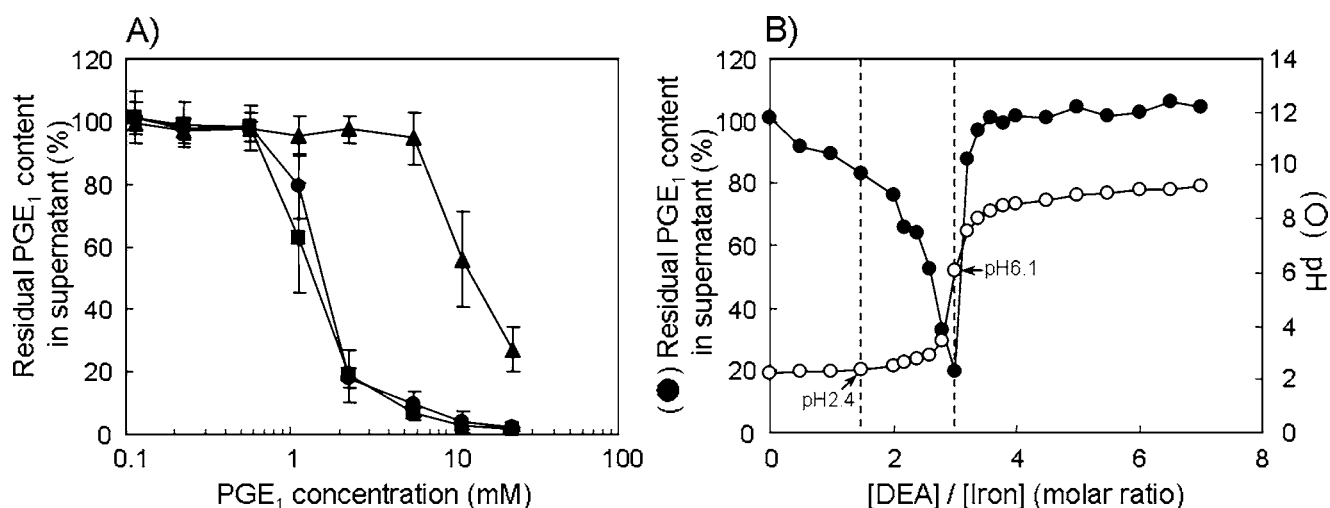 A)
Residual PGE₁ content
in supernatant (%)
120
100
80
60
40
20
0
0.1
1
10
100
PGE₁ concentration (mM)
B)
(●) Residual PGE₁ content
in supernatant (%)
120
100
80
60
40
20
0
pH2.4
pH6.1
14
12
10
8
6
4
2
0
pH (○)
0
2
4
6
8
[DEA] / [Iron] (molar ratio)